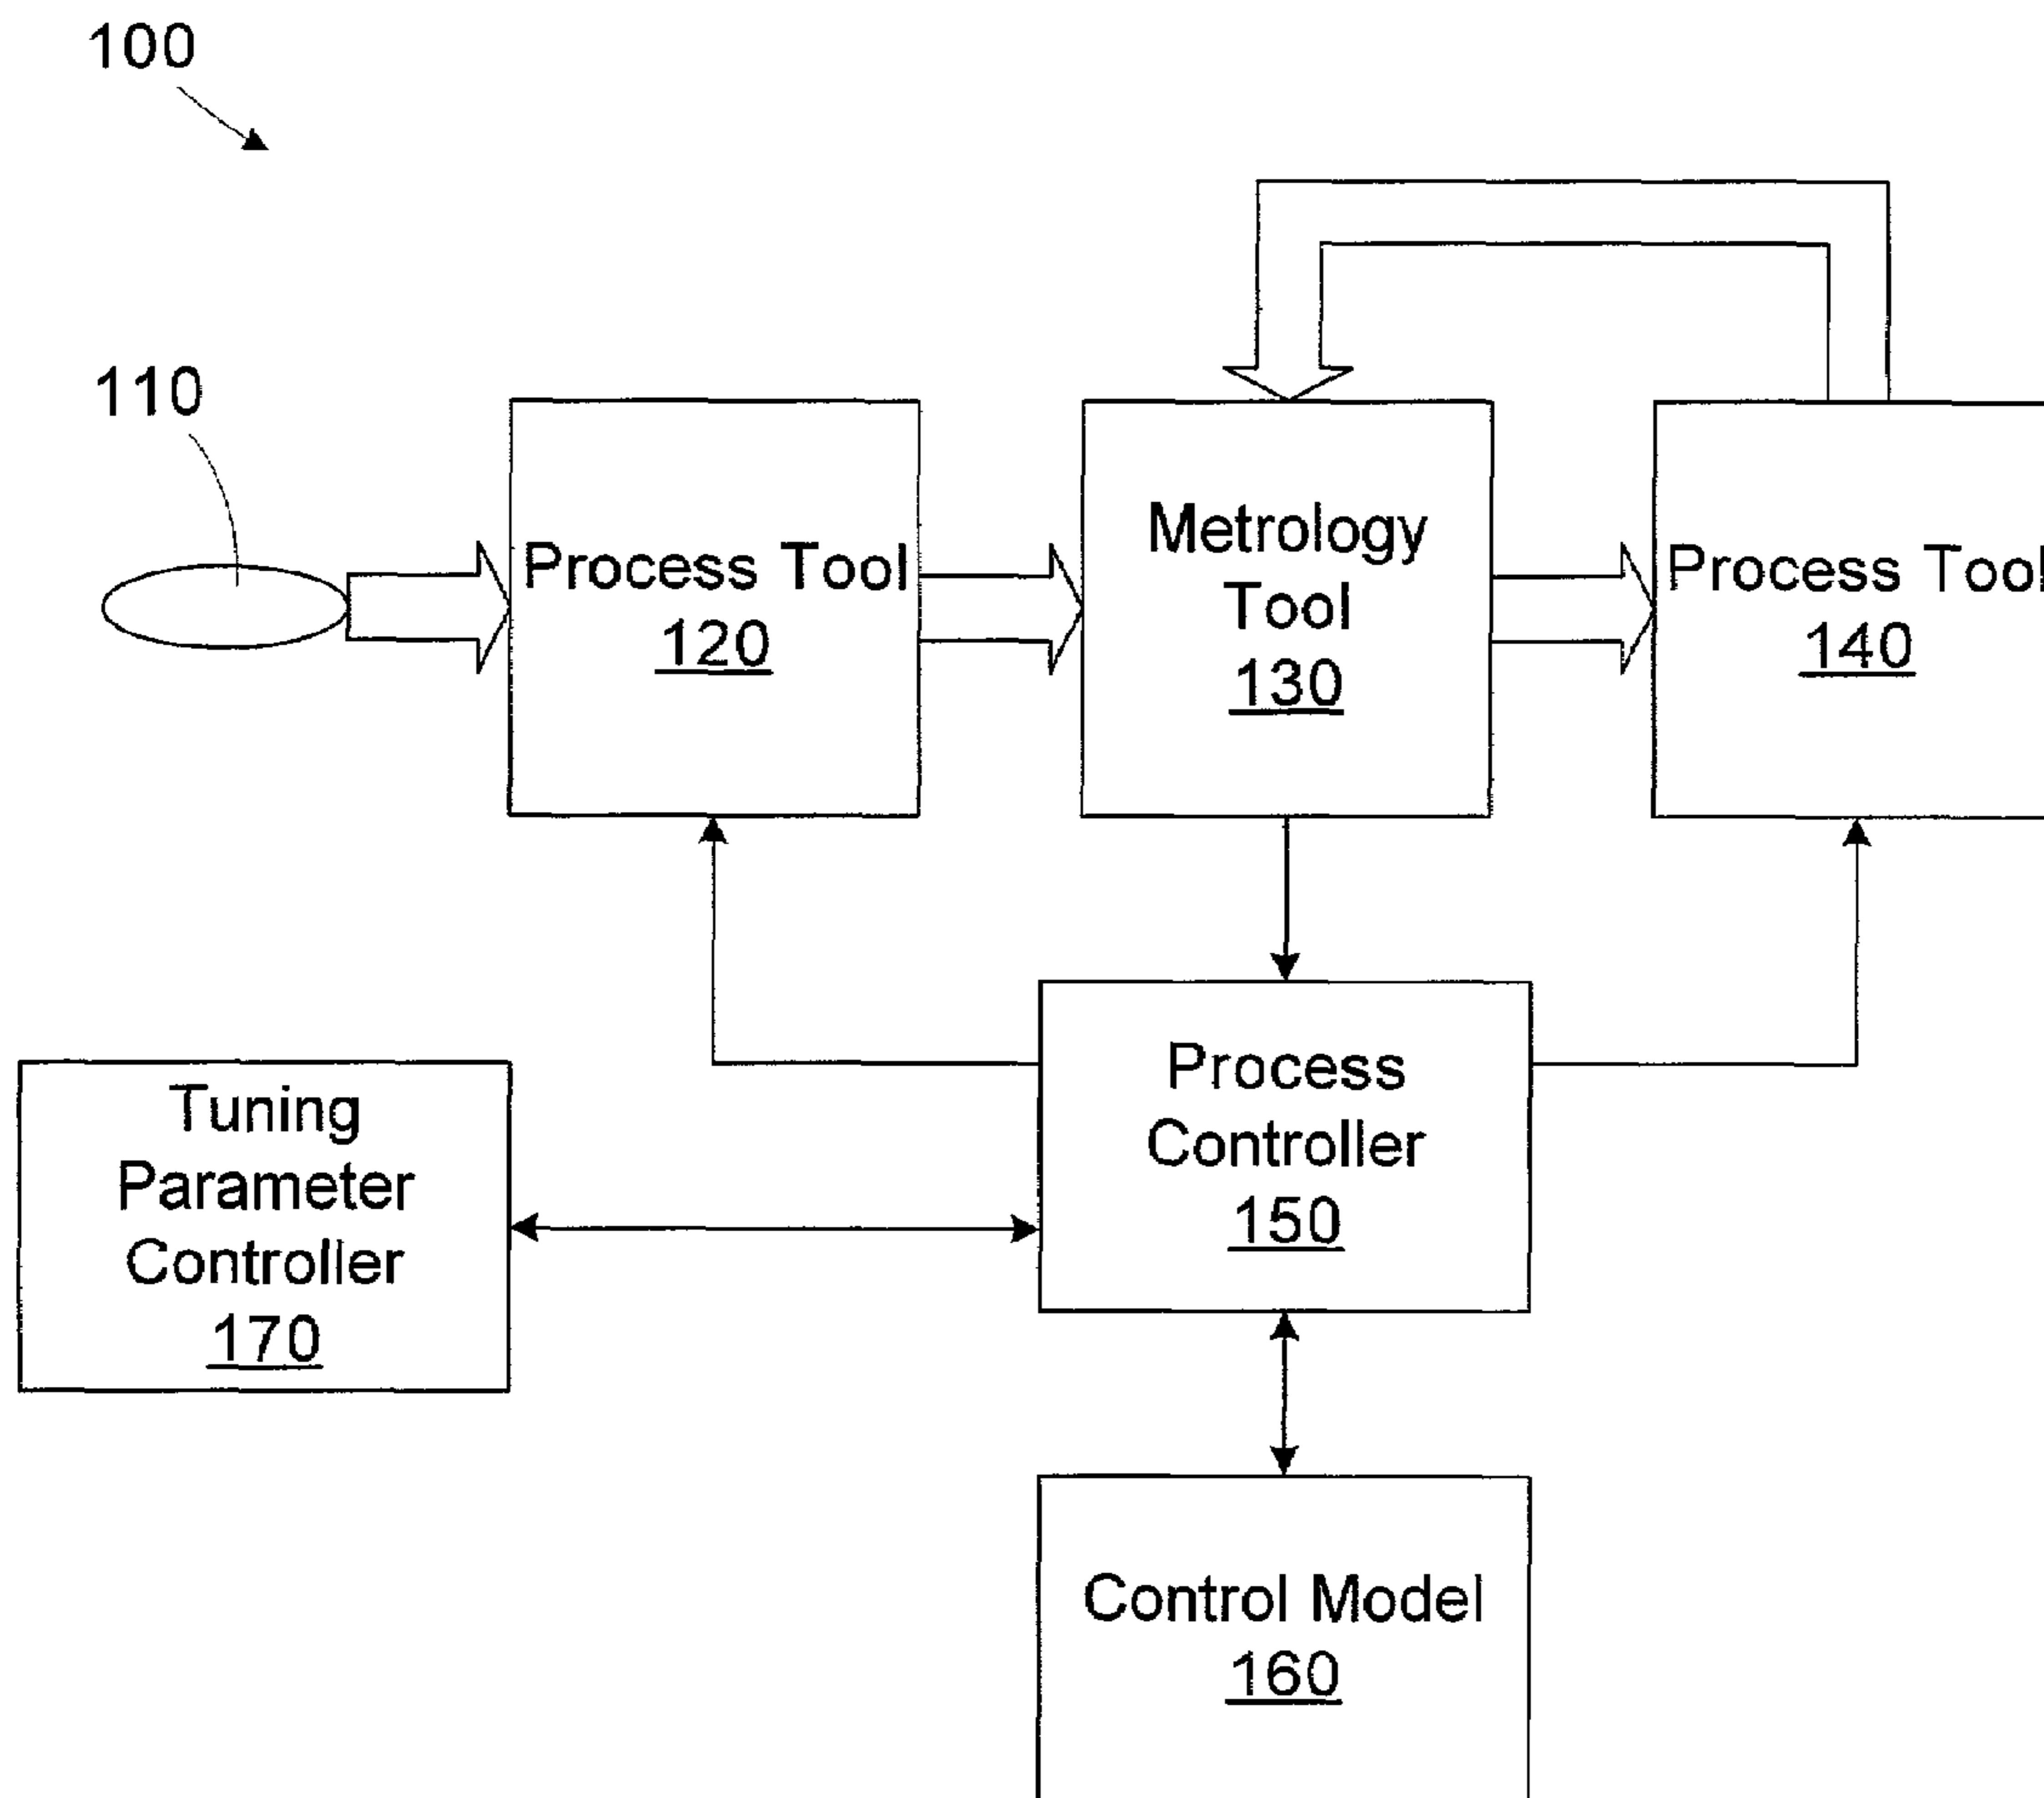 100
110
Process Tool
120
Metrology
Tool
130
Process Tool
140
Process
Controller
150
Tuning
Parameter
Controller
170
Control Model
160